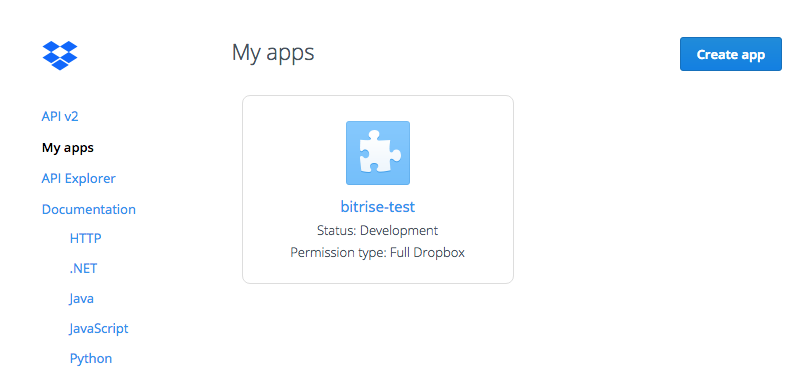 My apps
Create app
API v2
My apps
API Explorer
Documentation
HTTP
.NET
Java
JavaScript
Python
bitrise-test
Status: Development
Permission type: Full Dropbox